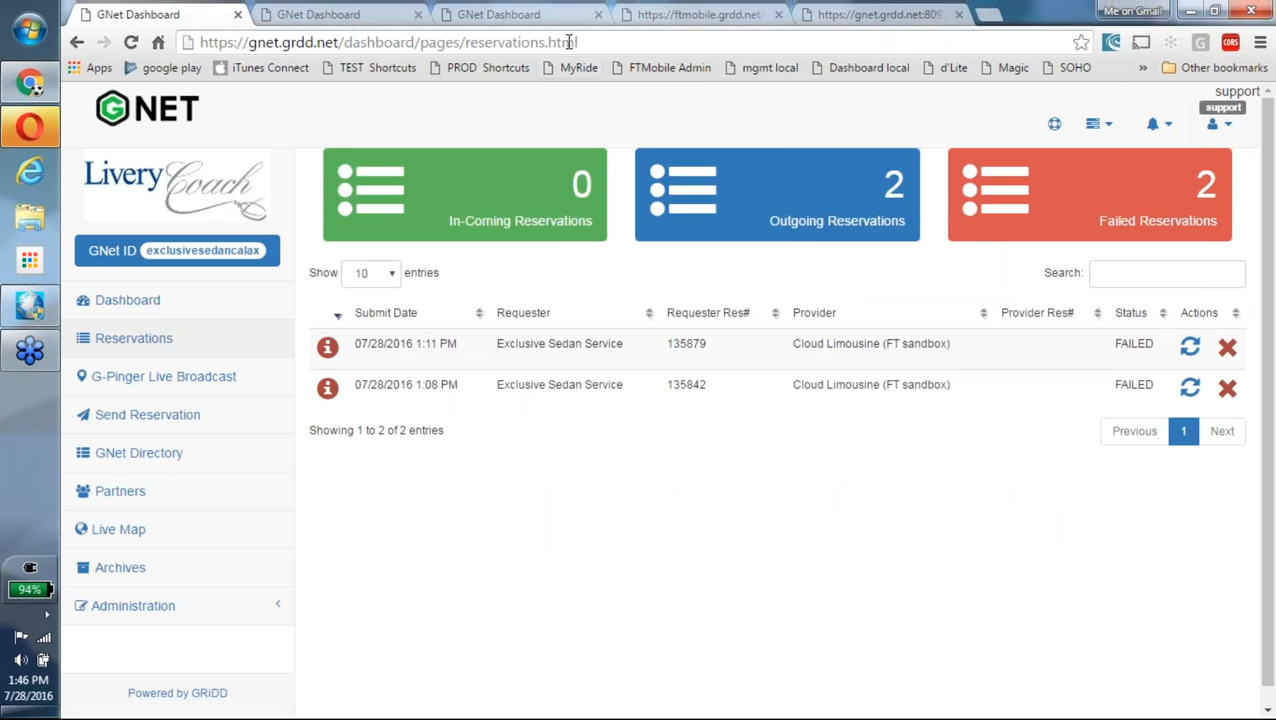 GNet Dashboard
GNet Dashboard
GNet Dashboard
https://ftmobile.grdd.net/
https://gnet.grdd.net:809
Me on Gmail
https://gnet.grdd.net/dashboard/pages/reservations.html
CORS
Apps
google play
iTunes Connect
TEST Shortcuts
PROD Shortcuts
MyRide
FTMobile Admin
mgmt local
Dashboard local
d'Lite
Magic
SOHO
»
Other bookmarks
support
GNET
support
Livery Coach
0
In-Coming Reservations
2
Outgoing Reservations
2
Failed Reservations
GNet ID exclusivesedancalax
Show 10 entries
Search:
Dashboard
Reservations
G-Pinger Live Broadcast
Send Reservation
GNet Directory
Partners
Live Map
Archives
Administration
Submit Date Requester Requester Res# Provider Provider Res# Status Actions
07/28/2016 1:11 PM Exclusive Sedan Service 135879 Cloud Limousine (FT sandbox) FAILED
07/28/2016 1:08 PM Exclusive Sedan Service 135842 Cloud Limousine (FT sandbox) FAILED
Showing 1 to 2 of 2 entries
Previous 1 Next
Powered by GRiDD
94%
1:46 PM
7/28/2016